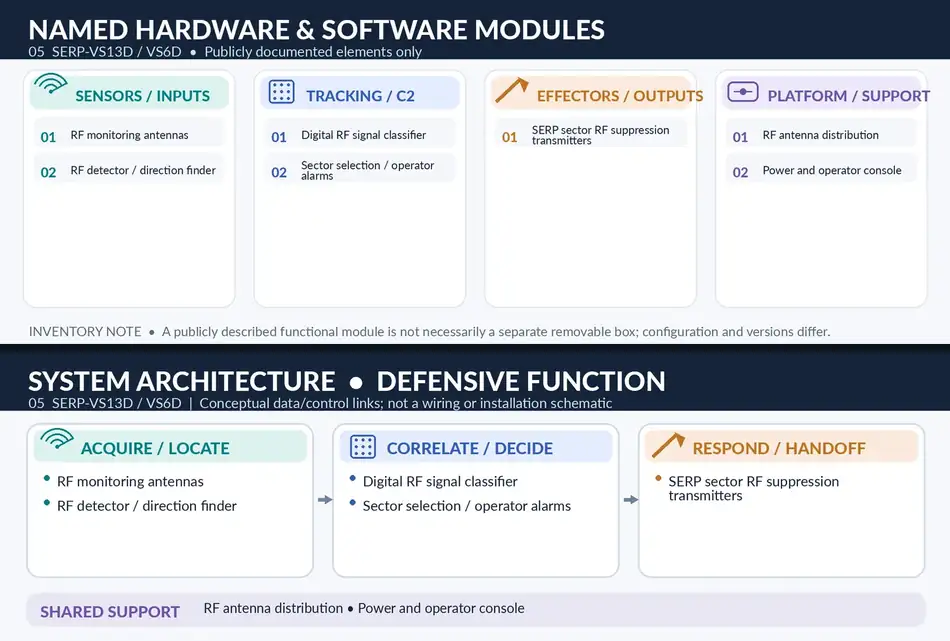 NAMED HARDWARE & SOFTWARE MODULES
05 SERP-VS13D / VS6D • Publicly documented elements only
SENSORS / INPUTS
01 RF monitoring antennas
02 RF detector / direction finder
TRACKING / C2
01 Digital RF signal classifier
02 Sector selection / operator
alarms
EFFECTORS / OUTPUTS
01 SERP sector RF suppression
transmitters
PLATFORM / SUPPORT
01 RF antenna distribution
02 Power and operator console
INVENTORY NOTE • A publicly described functional module is not necessarily a separate removable box; configuration and versions differ.
SYSTEM ARCHITECTURE • DEFENSIVE FUNCTION
05 SERP-VS13D / VS6D | Conceptual data/control links; not a wiring or installation schematic
ACQUIRE / LOCATE
• RF monitoring antennas
• RF detector / direction finder
CORRELATE / DECIDE
• Digital RF signal classifier
• Sector selection / operator alarms
RESPOND / HANDOFF
• SERP sector RF suppression
transmitters
SHARED SUPPORT RF antenna distribution • Power and operator console